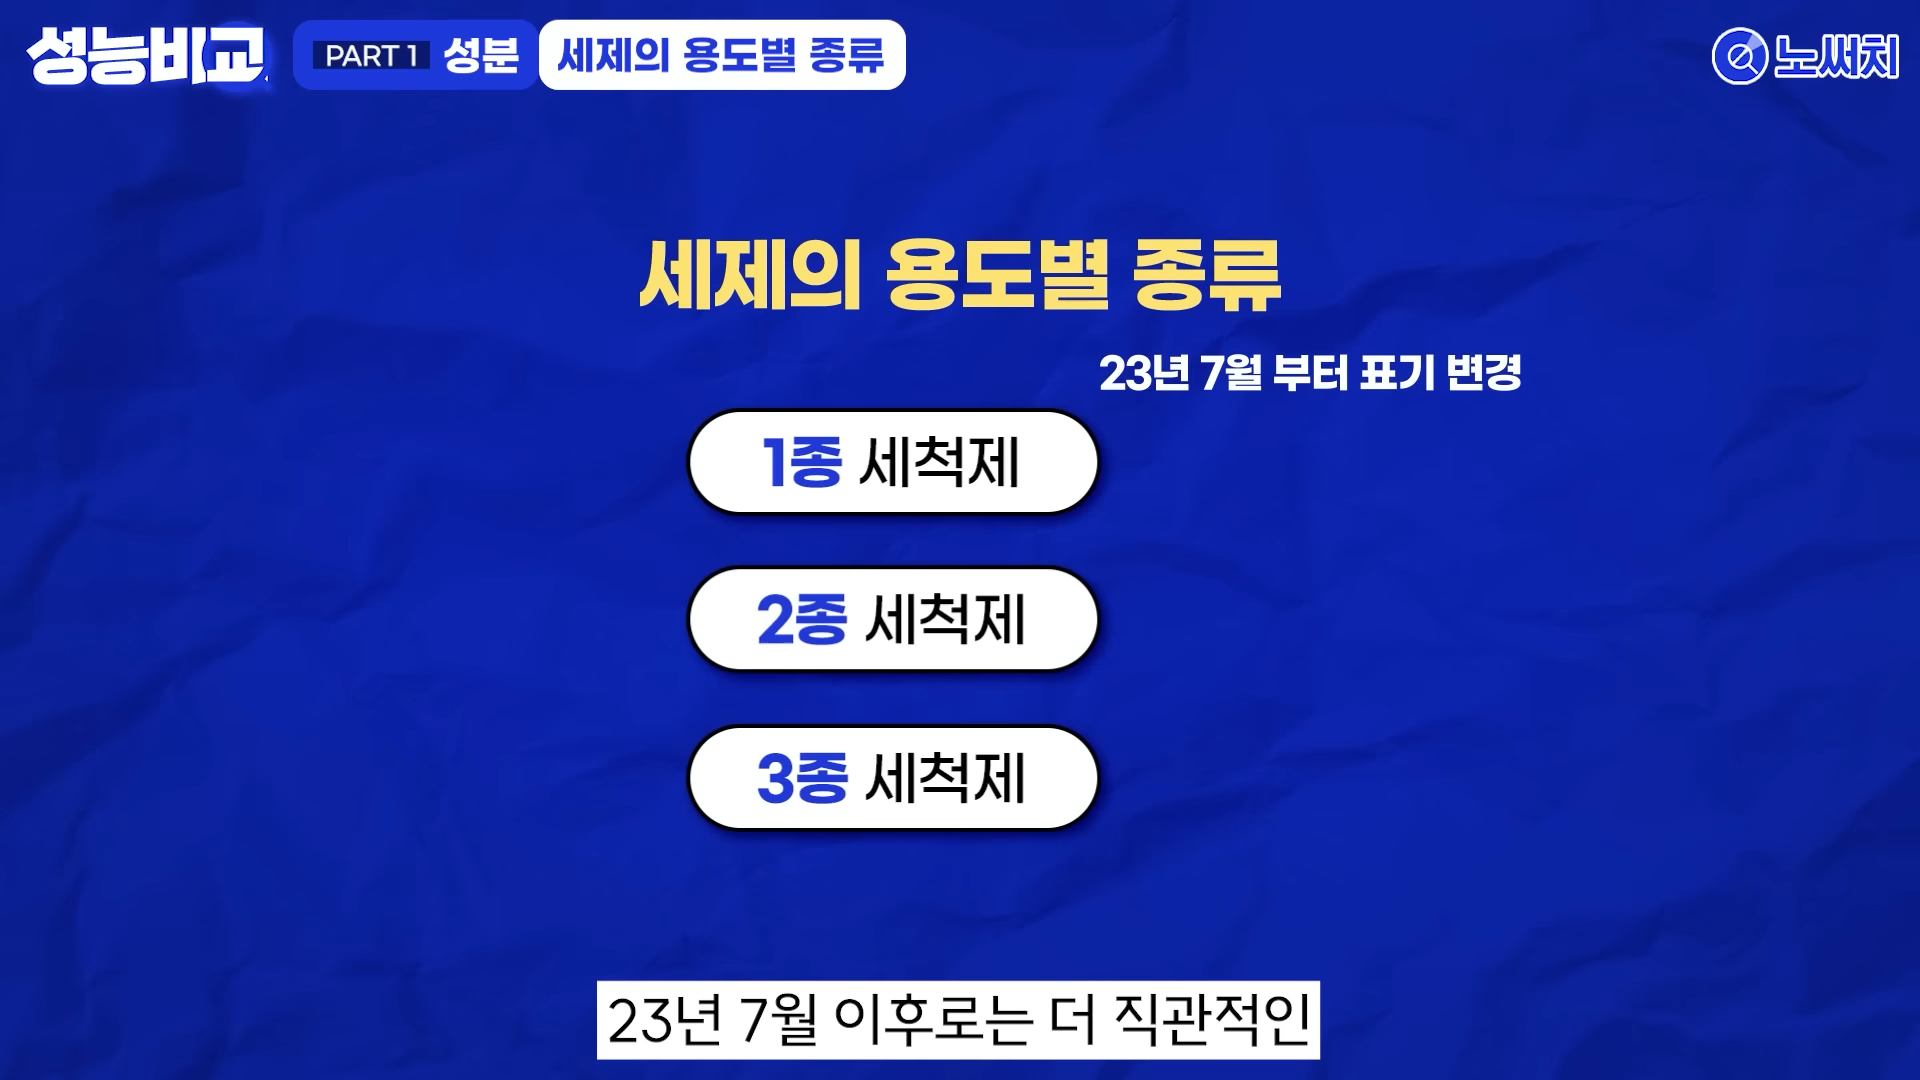 성능비교
PART 1 성분 세제의 용도별 종류
노써치
세제의 용도별 종류
23년 7월 부터 표기 변경
1종 세척제
2종 세척제
3종 세척제
23년 7월 이후로는 더 직관적인